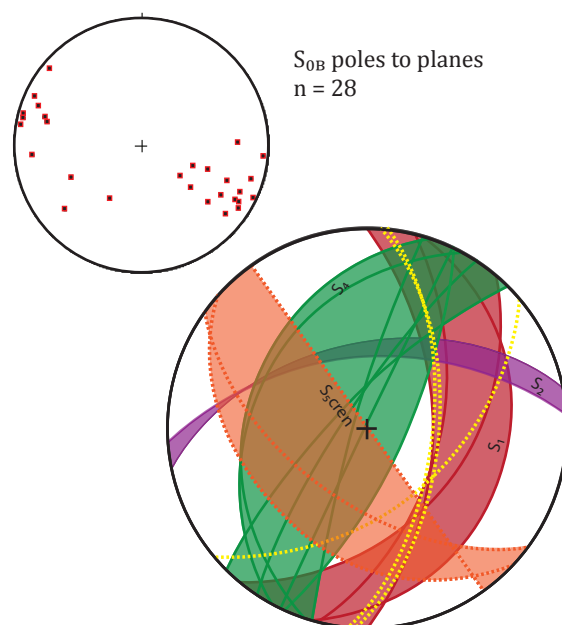 S₀B poles to planes
n = 28
S₄
S₂
S₅cren
S₁